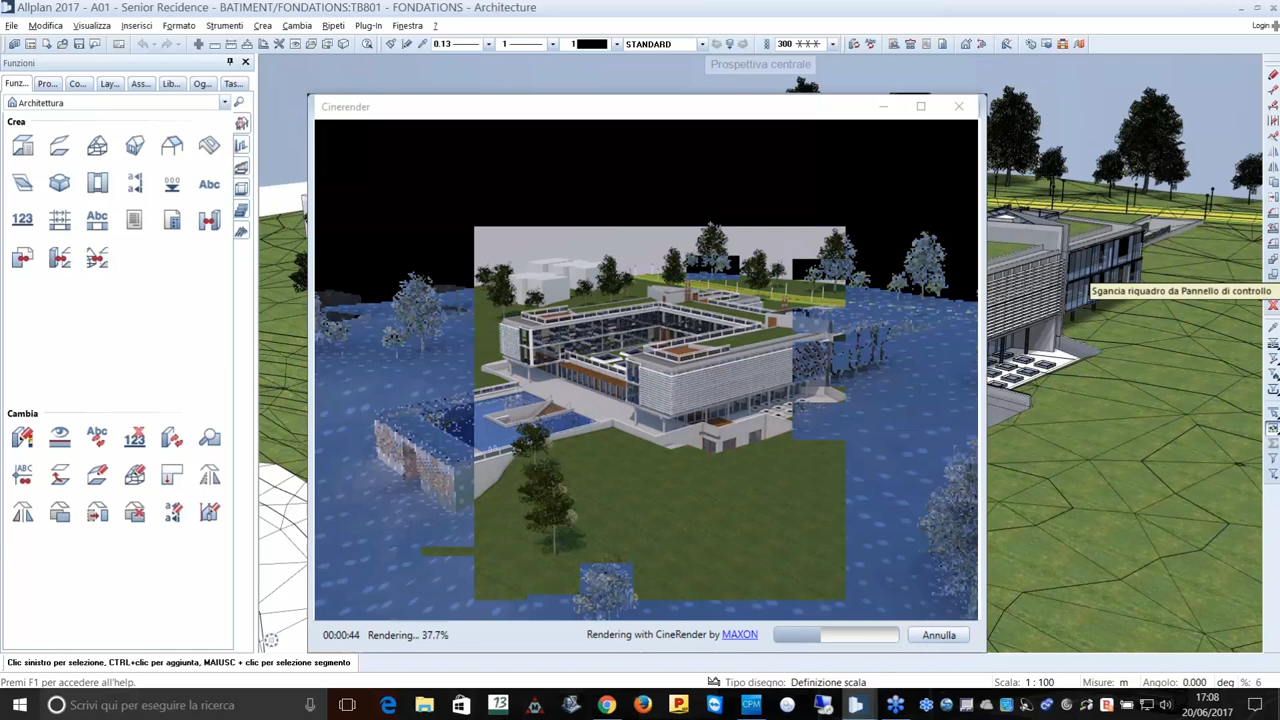 Allplan 2017 - A01 - Senior Recidence - BATIMENT/FONDATIONS:TB801 - FONDATIONS - Architecture
File Modifica Visualizza Inserisci Formato Strumenti Crea Cambia Ripeti Plug-In Finestra ?
Login
0.13 1 1 STANDARD 300
Funzioni
Prospettiva centrale
Funz... Pro... Co... Lay... Ass... Lib... Og... Tas...
Architettura
Cinerender
Crea
Abc
123 Abc
Sgancia riquadro da Pannello di controllo
Cambia
Abc 123
ABC
00:00:44 Rendering... 37.7% Rendering with CineRender by MAXON Annulla
Clic sinistro per selezione, CTRL+clic per aggiunta, MAIUSC + clic per selezione segmento
Premi F1 per accedere all'help. Tipo disegno: Definizione scala Scala: 1 : 100 Misure: m Angolo: 0.000 deg %: 6
Scrivi qui per eseguire la ricerca
13
CPM
17:08
20/06/2017